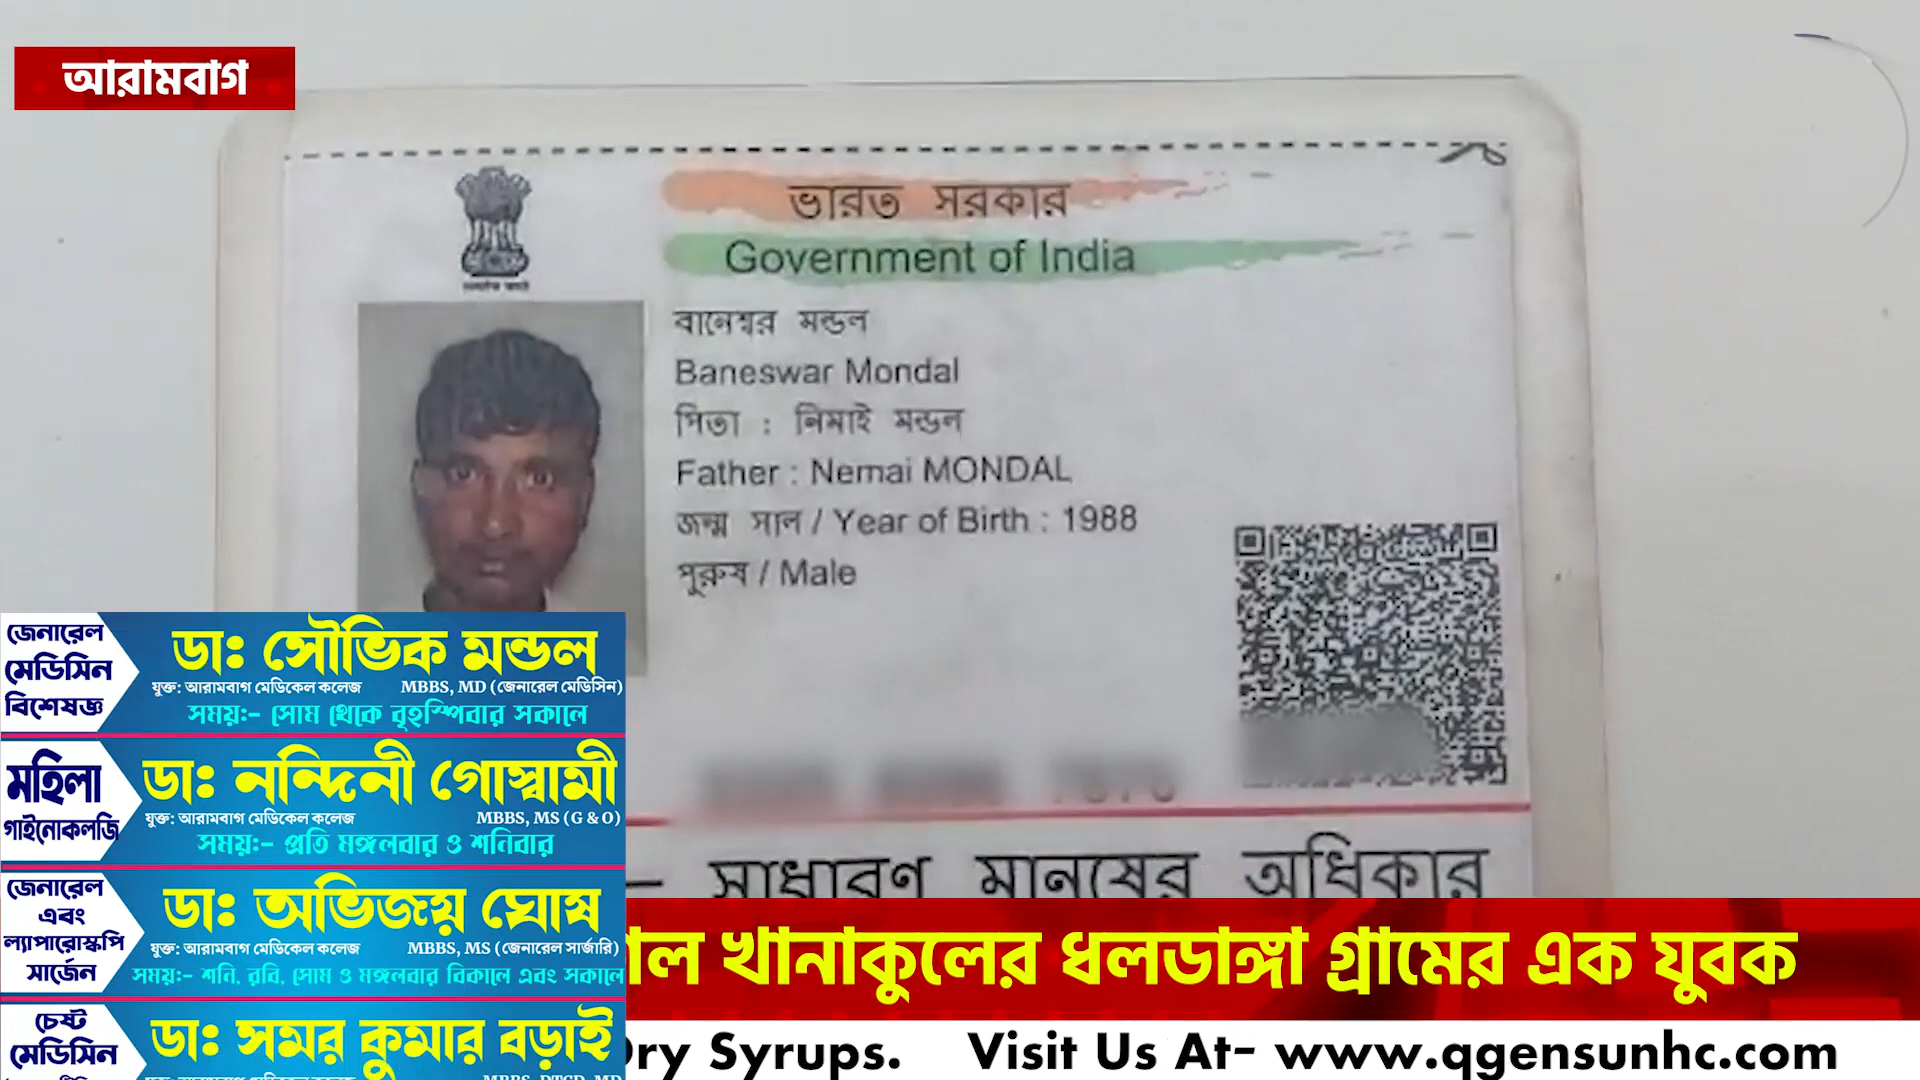 আরামবাগ
ভারত সরকার
Government of India
বানেশ্বর মন্ডল
Baneswar Mondal
পিতা : নিমাই মন্ডল
Father : Nemai MONDAL
জন্ম সাল / Year of Birth : 1988
পুরুষ / Male
সাধারণ মানুষের অধিকার
জেনারেল মেডিসিন বিশেষজ্ঞ
ডাঃ সৌভিক মন্ডল
যুক্ত: আরামবাগ মেডিকেল কলেজ MBBS, MD (জেনারেল মেডিসিন)
সময়:- সোম থেকে বৃহস্পিবার সকালে
মহিলা গাইনোকলজি
ডাঃ নন্দিনী গোস্বামী
যুক্ত: আরামবাগ মেডিকেল কলেজ MBBS, MS (G & O)
সময়:- প্রতি মঙ্গলবার ও শনিবার
জেনারেল এবং ল্যাপারোস্কপি সার্জেন
ডাঃ অভিজয় ঘোষ
যুক্ত: আরামবাগ মেডিকেল কলেজ MBBS, MS (জেনারেল সার্জারি)
সময়:- শনি, রবি, সোম ও মঙ্গলবার বিকালে এবং সকালে
চেষ্ট মেডিসিন
ডাঃ সমর কুমার বড়াই
খানাকুলের ধলডাঙ্গা গ্রামের এক যুবক
Dry Syrups. Visit Us At- www.qgensunhc.com